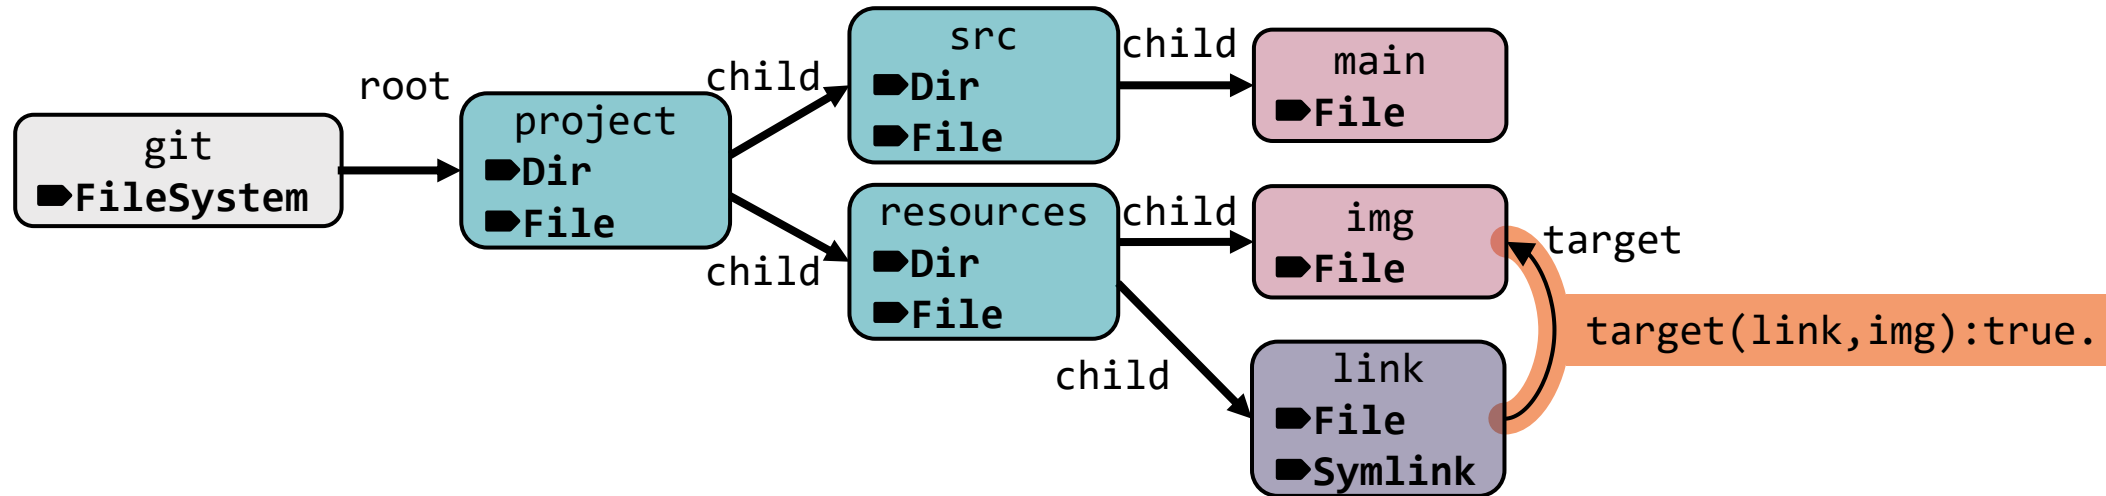 git
FileSystem
root
project
Dir
File
child
child
src
Dir
File
child
main
File
resources
Dir
File
child
img
File
target
child
link
File
Symlink
target(link,img):true.